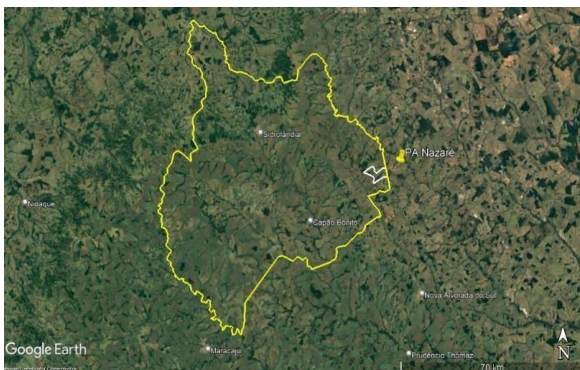 Sidrolândia
PA Nazaré
Nioaque
Capão Bonito
Nova Alvorada do Sul
Google Earth
Maracaju
Prudêncio Thomaz
N
70 km